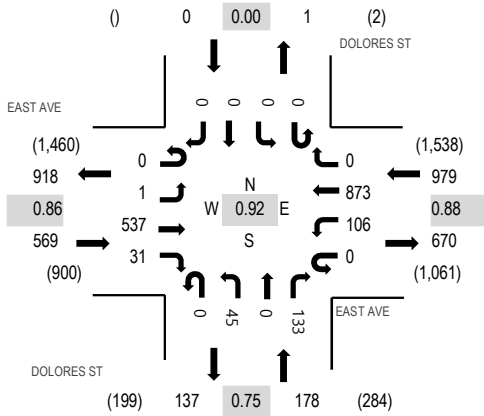 () 0 0.00 1 (2)
DOLORES ST
EAST AVE
0 0 0 0
(1,460) 0 0 (1,538)
918 979
1 N 873
0.86 W 0.92 E 0.88
537 106
569 S 670
31 0
(900) (1,061)
0 45 0 133
EAST AVE
DOLORES ST
(199) 137 0.75 178 (284)